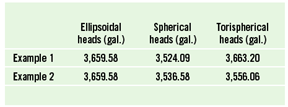 Ellipsoidal heads (gal.) Spherical heads (gal.) Torispherical heads (gal.)
Example 1 3,659.58 3,524.09 3,663.20
Example 2 3,659.58 3,536.58 3,556.06